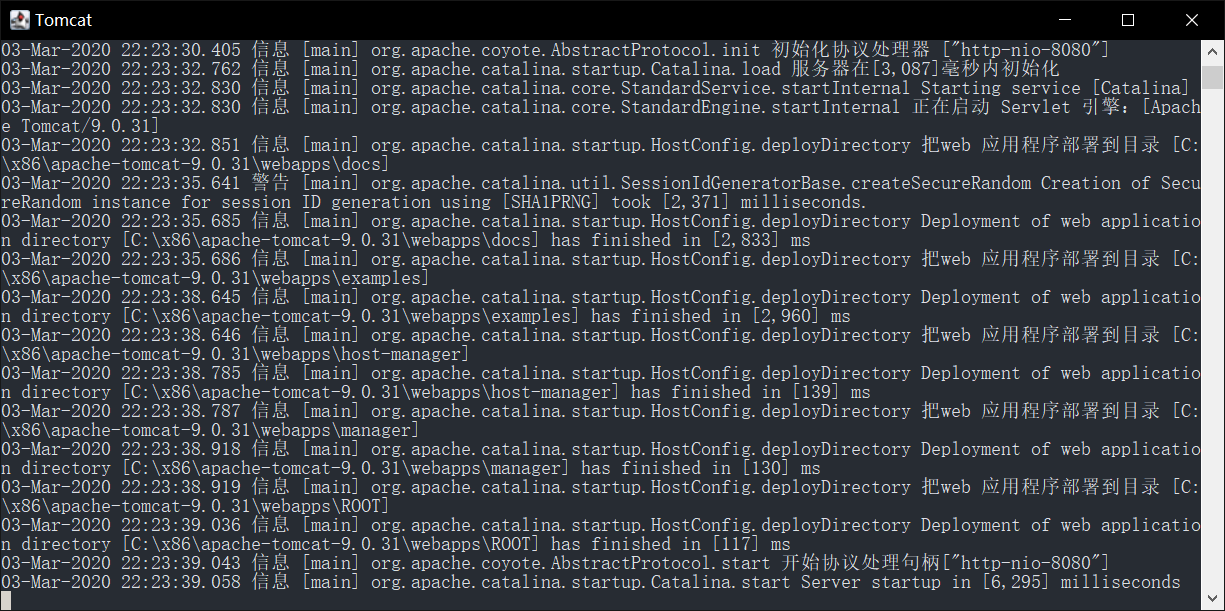 Tomcat
03-Mar-2020 22:23:30.405 信息 [main] org.apache.coyote.AbstractProtocol.init 初始化协议处理器 ["http-nio-8080"]
03-Mar-2020 22:23:32.762 信息 [main] org.apache.catalina.startup.Catalina.load 服务器在[3,087]毫秒内初始化
03-Mar-2020 22:23:32.830 信息 [main] org.apache.catalina.core.StandardService.startInternal Starting service [Catalina]
03-Mar-2020 22:23:32.830 信息 [main] org.apache.catalina.core.StandardEngine.startInternal 正在启动 Servlet 引擎：[Apach
e Tomcat/9.0.31]
03-Mar-2020 22:23:32.851 信息 [main] org.apache.catalina.startup.HostConfig.deployDirectory 把web 应用程序部署到目录 [C:
\x86\apache-tomcat-9.0.31\webapps\docs]
03-Mar-2020 22:23:35.641 警告 [main] org.apache.catalina.util.SessionIdGeneratorBase.createSecureRandom Creation of Secu
reRandom instance for session ID generation using [SHA1PRNG] took [2,371] milliseconds.
03-Mar-2020 22:23:35.685 信息 [main] org.apache.catalina.startup.HostConfig.deployDirectory Deployment of web applicatio
n directory [C:\x86\apache-tomcat-9.0.31\webapps\docs] has finished in [2,833] ms
03-Mar-2020 22:23:35.686 信息 [main] org.apache.catalina.startup.HostConfig.deployDirectory 把web 应用程序部署到目录 [C:
\x86\apache-tomcat-9.0.31\webapps\examples]
03-Mar-2020 22:23:38.645 信息 [main] org.apache.catalina.startup.HostConfig.deployDirectory Deployment of web applicatio
n directory [C:\x86\apache-tomcat-9.0.31\webapps\examples] has finished in [2,960] ms
03-Mar-2020 22:23:38.646 信息 [main] org.apache.catalina.startup.HostConfig.deployDirectory 把web 应用程序部署到目录 [C:
\x86\apache-tomcat-9.0.31\webapps\host-manager]
03-Mar-2020 22:23:38.785 信息 [main] org.apache.catalina.startup.HostConfig.deployDirectory Deployment of web applicatio
n directory [C:\x86\apache-tomcat-9.0.31\webapps\host-manager] has finished in [139] ms
03-Mar-2020 22:23:38.787 信息 [main] org.apache.catalina.startup.HostConfig.deployDirectory 把web 应用程序部署到目录 [C:
\x86\apache-tomcat-9.0.31\webapps\manager]
03-Mar-2020 22:23:38.918 信息 [main] org.apache.catalina.startup.HostConfig.deployDirectory Deployment of web applicatio
n directory [C:\x86\apache-tomcat-9.0.31\webapps\manager] has finished in [130] ms
03-Mar-2020 22:23:38.919 信息 [main] org.apache.catalina.startup.HostConfig.deployDirectory 把web 应用程序部署到目录 [C:
\x86\apache-tomcat-9.0.31\webapps\ROOT]
03-Mar-2020 22:23:39.036 信息 [main] org.apache.catalina.startup.HostConfig.deployDirectory Deployment of web applicatio
n directory [C:\x86\apache-tomcat-9.0.31\webapps\ROOT] has finished in [117] ms
03-Mar-2020 22:23:39.043 信息 [main] org.apache.coyote.AbstractProtocol.start 开始协议处理句柄["http-nio-8080"]
03-Mar-2020 22:23:39.058 信息 [main] org.apache.catalina.startup.Catalina.start Server startup in [6,295] milliseconds